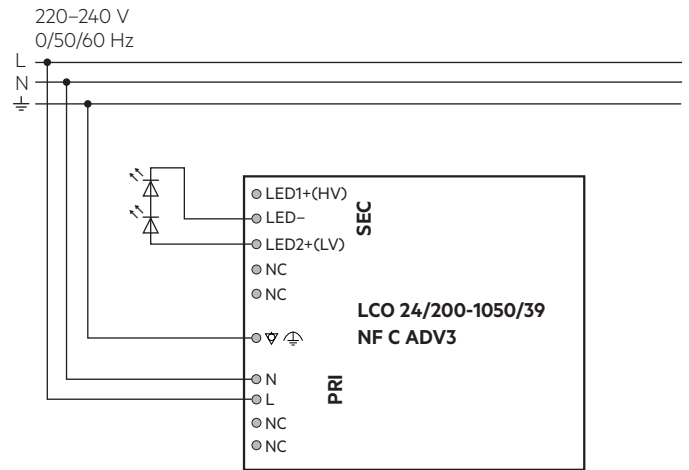 220–240 V
0/50/60 Hz
L
N
LED1+(HV)
LED–
LED2+(LV)
NC
NC
SEC
LCO 24/200-1050/39
NF C ADV3
N
L
NC
NC
PRI